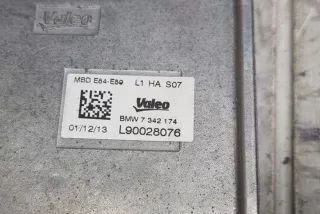 Valeo
MBD E84-E89 L1 HA S07
Valeo
BMW 7 342 174
01/12/13 L90028076